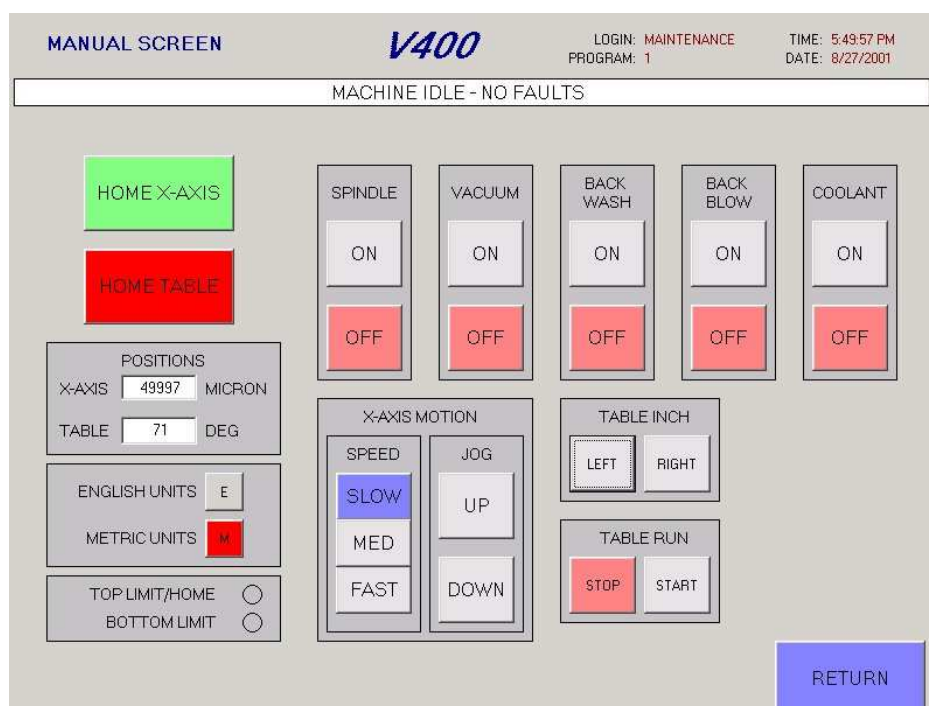 MANUAL SCREEN
V400
LOGIN: MAINTENANCE
PROGRAM: 1
TIME: 5:49:57 PM
DATE: 8/27/2001
MACHINE IDLE - NO FAULTS
HOME X-AXIS
HOME TABLE
POSITIONS
X-AXIS 49997 MICRON
TABLE 71 DEG
ENGLISH UNITS E
METRIC UNITS M
TOP LIMIT/HOME
BOTTOM LIMIT
SPINDLE
ON
OFF
VACUUM
ON
OFF
BACK
WASH
ON
OFF
BACK
BLOW
ON
OFF
COOLANT
ON
OFF
X-AXIS MOTION
SPEED
SLOW
MED
FAST
JOG
UP
DOWN
TABLE INCH
LEFT RIGHT
TABLE RUN
STOP START
RETURN